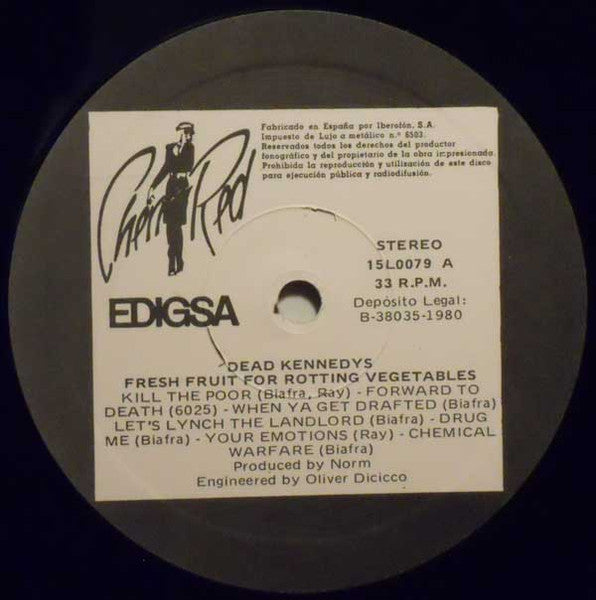 Fabricado en España por Iberofón, S.A.
Impuesto de Lujo a metálico n.º 6503.
Reservados todos los derechos del productor
fonográfico y del propietario de la obra impresionada.
Prohibida la reproducción y utilización de este disco
para ejecución pública y radiodifusión.
Cherry Red
EDIGSA
STEREO
15L0079 A
33 R.P.M.
Depósito Legal:
B-38035-1980
DEAD KENNEDYS
FRESH FRUIT FOR ROTTING VEGETABLES
KILL THE POOR (Biafra, Ray) - FORWARD TO
DEATH (6025) - WHEN YA GET DRAFTED (Biafra)
LET'S LYNCH THE LANDLORD (Biafra) - DRUG
ME (Biafra) - YOUR EMOTIONS (Ray) - CHEMICAL
WARFARE (Biafra)
Produced by Norm
Engineered by Oliver Dicicco